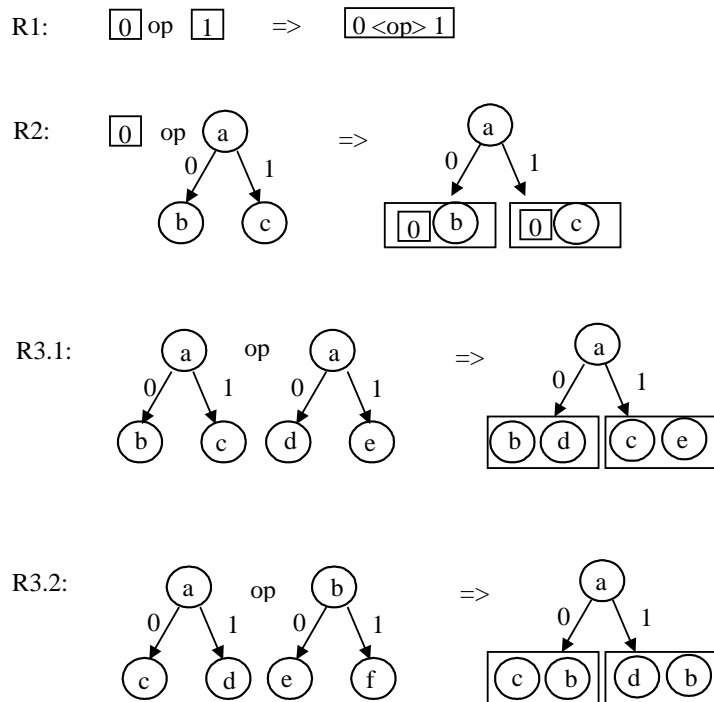 R1: 0 op 1 => 0 <op> 1
R2: 0 op a => a
0 1 0 1
b c 0 b 0 c
R3.1: a op a => a
0 1 0 1 0 1
b c d e b d c e
R3.2: a op b => a
0 1 0 1 0 1
c d e f c b d b